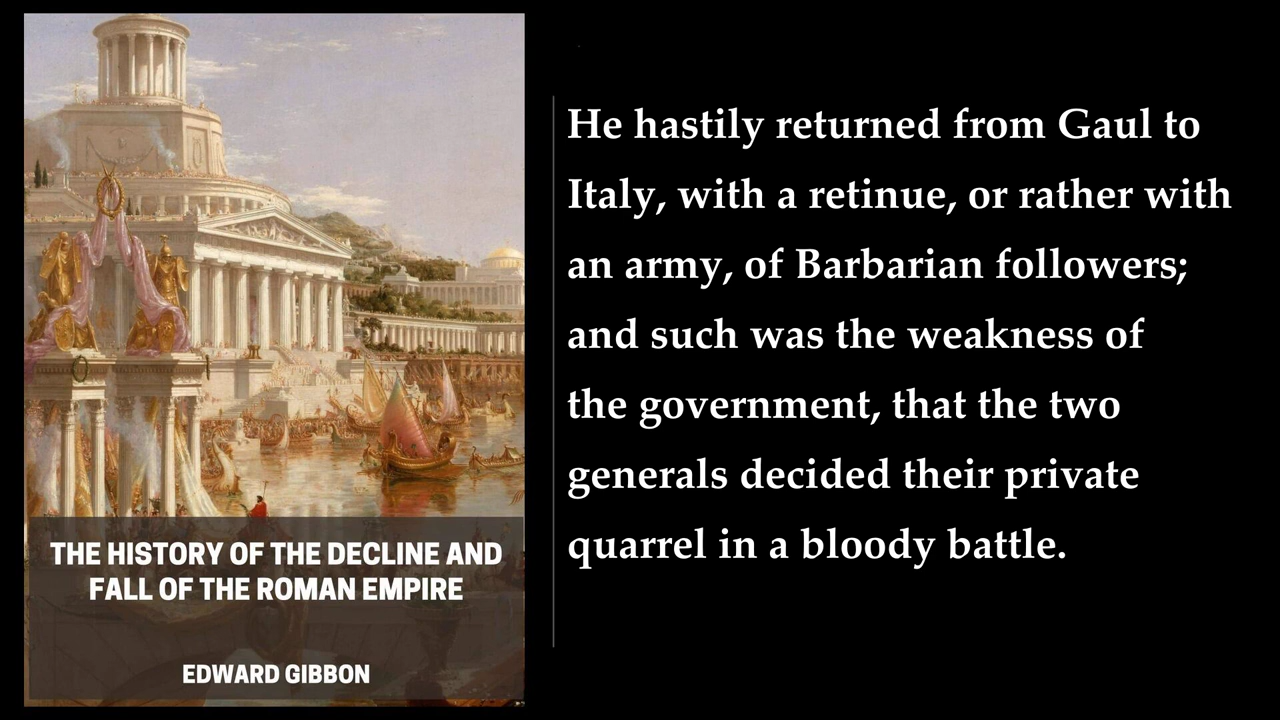 THE HISTORY OF THE DECLINE AND
FALL OF THE ROMAN EMPIRE
EDWARD GIBBON
He hastily returned from Gaul to
Italy, with a retinue, or rather with
an army, of Barbarian followers;
and such was the weakness of
the government, that the two
generals decided their private
quarrel in a bloody battle.